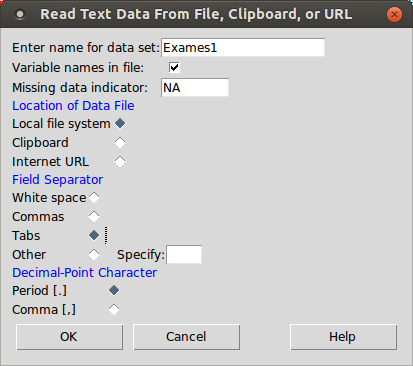 Read Text Data From File, Clipboard, or URL
Enter name for data set: Exames1
Variable names in file:
Missing data indicator: NA
Location of Data File
Local file system
Clipboard
Internet URL
Field Separator
White space
Commas
Tabs
Other Specify:
Decimal-Point Character
Period [.]
Comma [,]
OK Cancel Help